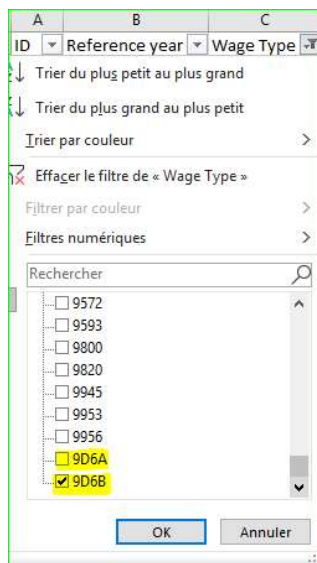 A B C
ID Reference year Wage Type
Trier du plus petit au plus grand
Trier du plus grand au plus petit
Trier par couleur
Effacer le filtre de « Wage Type »
Filtrer par couleur
Filtres numériques
Rechercher
9572
9593
9800
9820
9945
9953
9956
9D6A
9D6B
OK Annuler